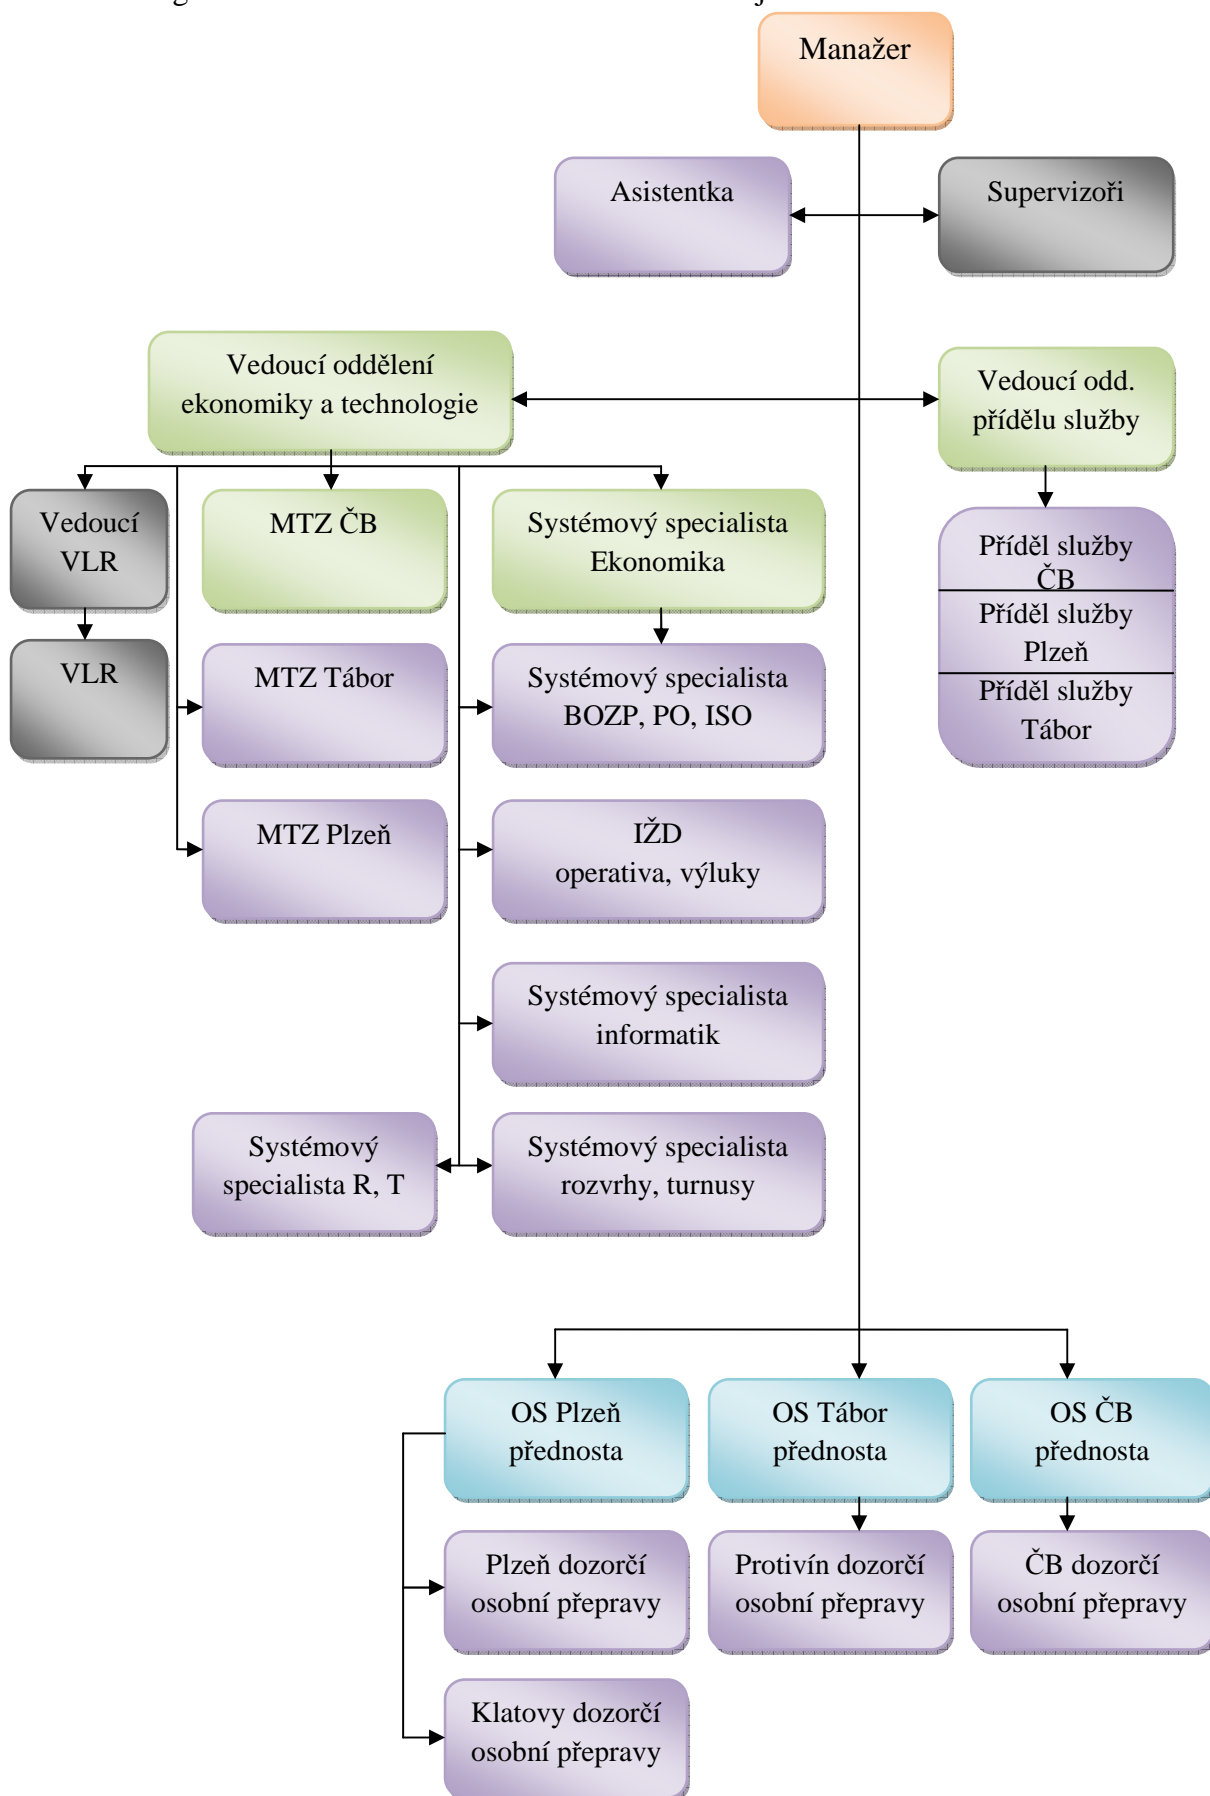 Manažer
Asistentka
Supervizoři
Vedoucí oddělení
ekonomiky a technologie
Vedoucí odd.
přídělu služby
Vedoucí
VLR
MTZ ČB
Systémový specialista
Ekonomika
Příděl služby
ČB
Příděl služby
Plzeň
Příděl služby
Tábor
VLR
MTZ Tábor
Systémový specialista
BOZP, PO, ISO
MTZ Plzeň
IŽD
operativa, výluky
Systémový specialista
informatik
Systémový
specialista R, T
Systémový specialista
rozvrhy, turnusy
OS Plzeň
přednosta
OS Tábor
přednosta
OS ČB
přednosta
Plzeň dozorčí
osobní přepravy
Protivín dozorčí
osobní přepravy
ČB dozorčí
osobní přepravy
Klatovy dozorčí
osobní přepravy